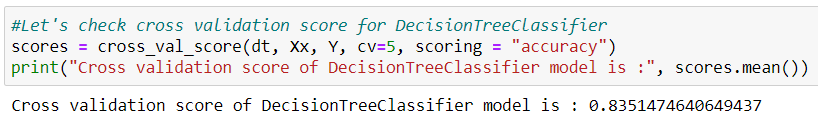 #Let's check cross validation score for DecisionTreeClassifier
scores = cross_val_score(dt, Xx, Y, cv=5, scoring = "accuracy")
print("Cross validation score of DecisionTreeClassifier model is :", scores.mean())
Cross validation score of DecisionTreeClassifier model is : 0.8351474640649437